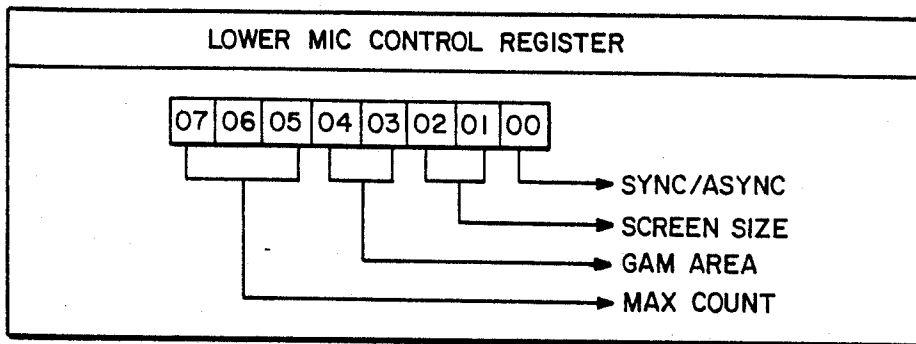 LOWER MIC CONTROL REGISTER
07 06 05 04 03 02 01 00
SYNC/ASYNC
SCREEN SIZE
GAM AREA
MAX COUNT